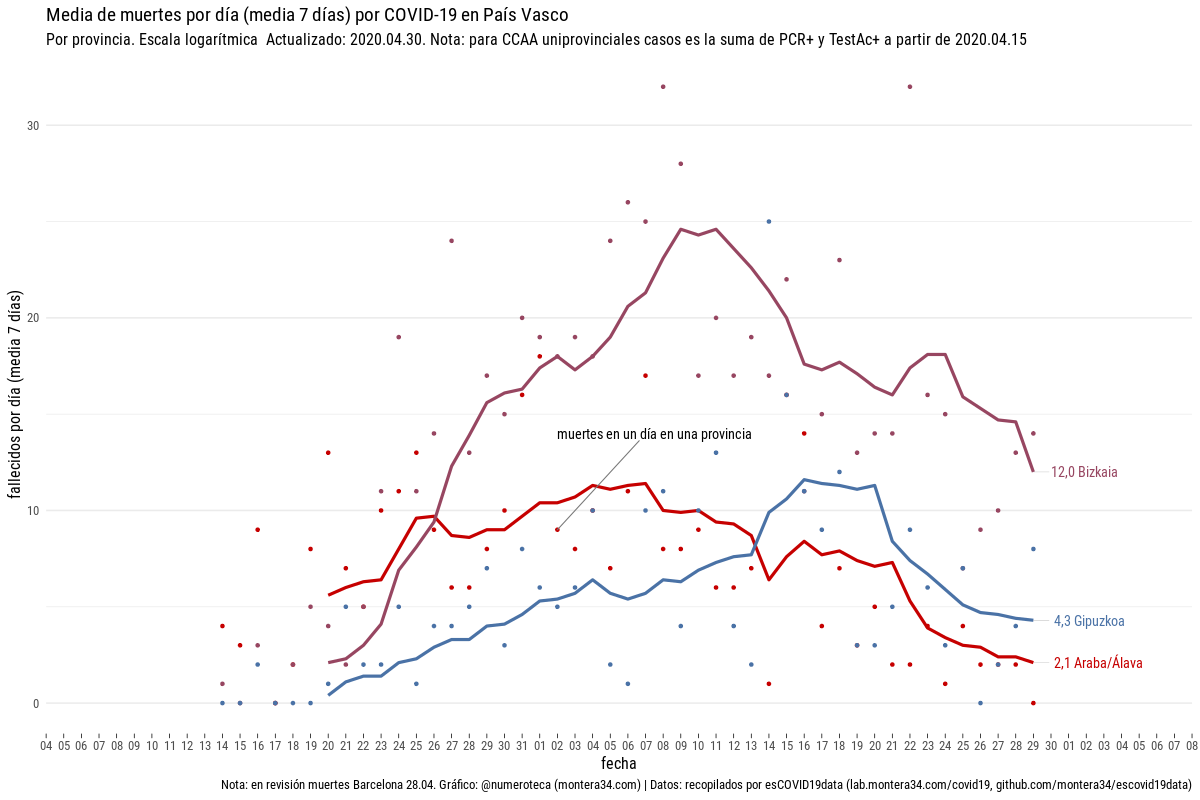 Media de muertes por día (media 7 días) por COVID-19 en País Vasco
Por provincia. Escala logarítmica  Actualizado: 2020.04.30. Nota: para CCAA uniprovinciales casos es la suma de PCR+ y TestAc+ a partir de 2020.04.15
fallecidos por día (media 7 días)
30
20
10
0
muertes en un día en una provincia
12,0 Bizkaia
4,3 Gipuzkoa
2,1 Araba/Álava
04 05 06 07 08 09 10 11 12 13 14 15 16 17 18 19 20 21 22 23 24 25 26 27 28 29 30 31 01 02 03 04 05 06 07 08 09 10 11 12 13 14 15 16 17 18 19 20 21 22 23 24 25 26 27 28 29 30 01 02 03 04 05 06 07 08
fecha
Nota: en revisión muertes Barcelona 28.04. Gráfico: @numeroteca (montera34.com) | Datos: recopilados por esCOVID19data (lab.montera34.com/covid19, github.com/montera34/escovid19data)